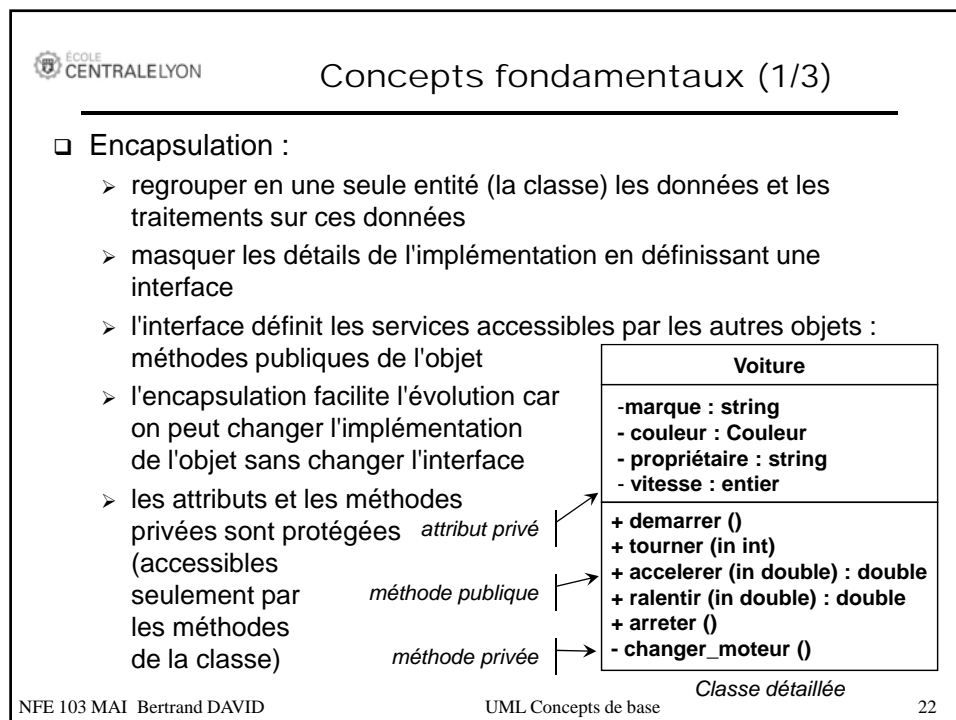 ÉCOLE
CENTRALELYON
Concepts fondamentaux (1/3)
Encapsulation :
regrouper en une seule entité (la classe) les données et les
traitements sur ces données
masquer les détails de l'implémentation en définissant une
interface
l'interface définit les services accessibles par les autres objets :
méthodes publiques de l'objet
l'encapsulation facilite l'évolution car
on peut changer l'implémentation
de l'objet sans changer l'interface
les attributs et les méthodes
privées sont protégées
(accessibles
seulement par
les méthodes
de la classe)
attribut privé
méthode publique
méthode privée
Voiture
-marque : string
- couleur : Couleur
- propriétaire : string
- vitesse : entier
+ demarrer ()
+ tourner (in int)
+ accelerer (in double) : double
+ ralentir (in double) : double
+ arreter ()
- changer_moteur ()
Classe détaillée
NFE 103 MAI Bertrand DAVID
UML Concepts de base
22